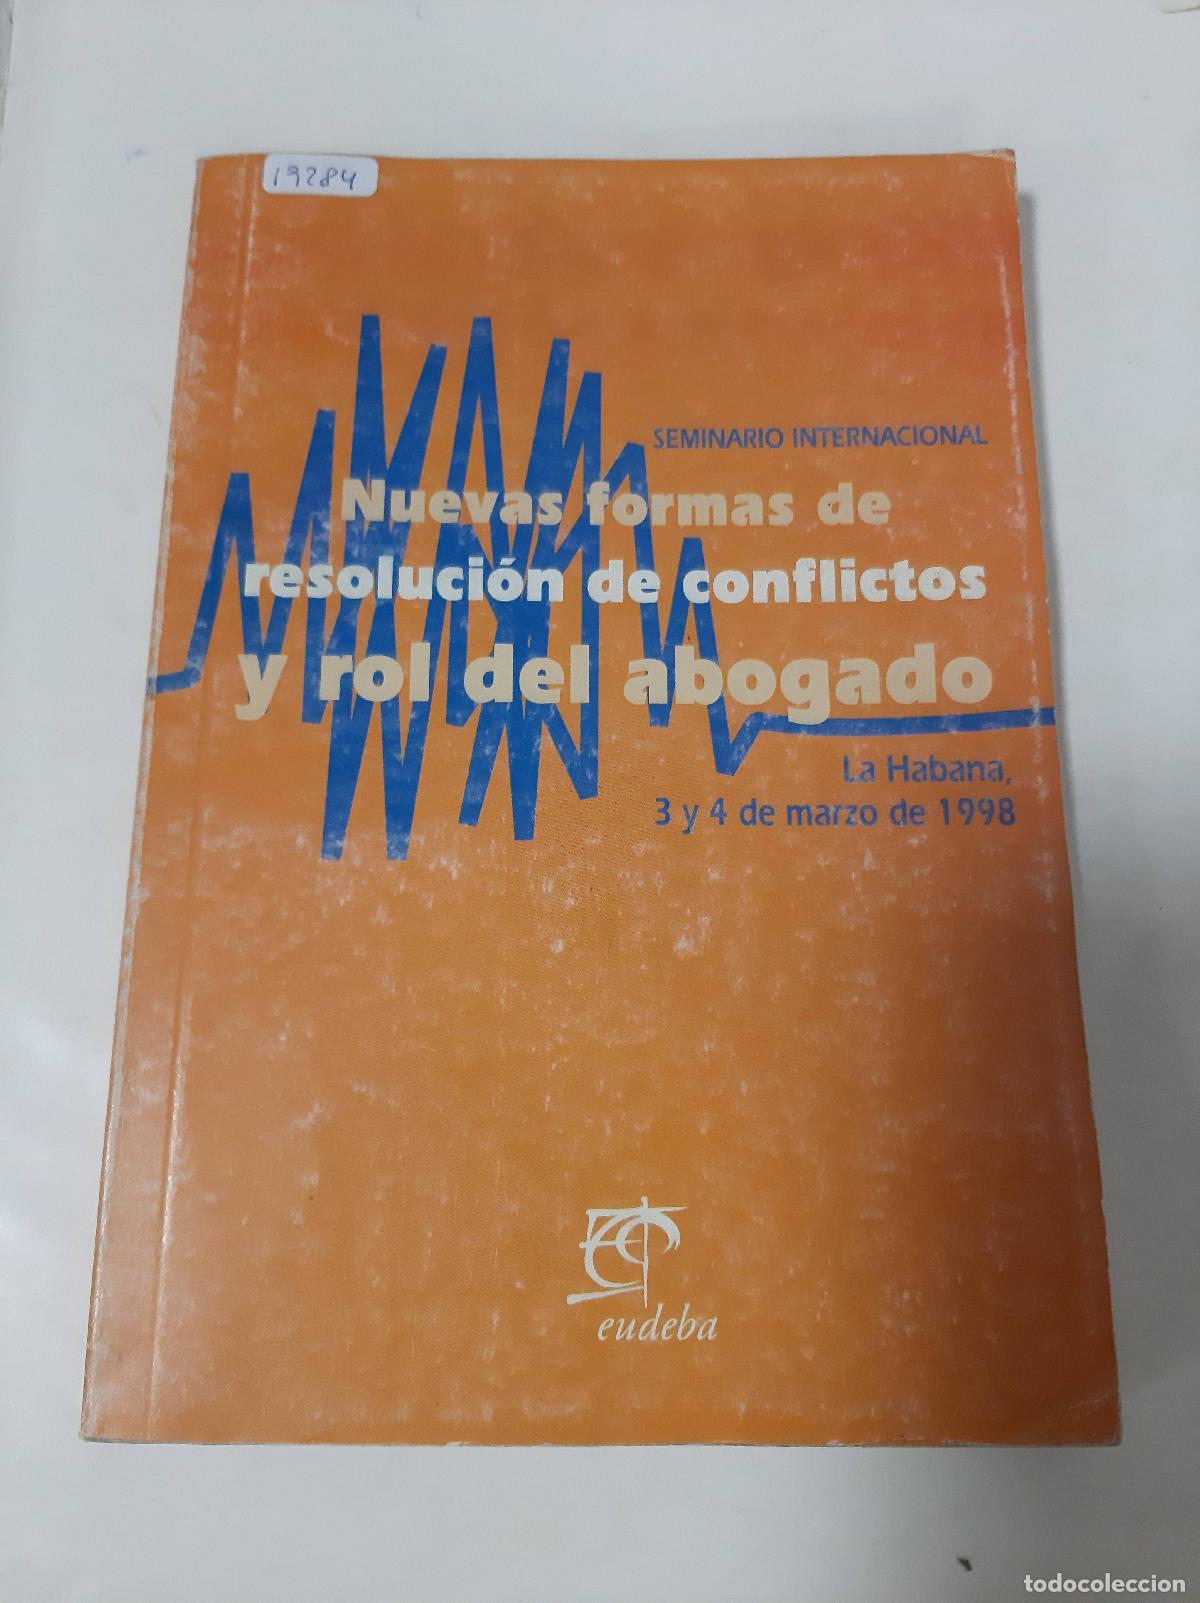 19284
SEMINARIO INTERNACIONAL
Nuevas formas de
resolución de conflictos
y rol del abogado
La Habana,
3 y 4 de marzo de 1998
eudeba
todocoleccion